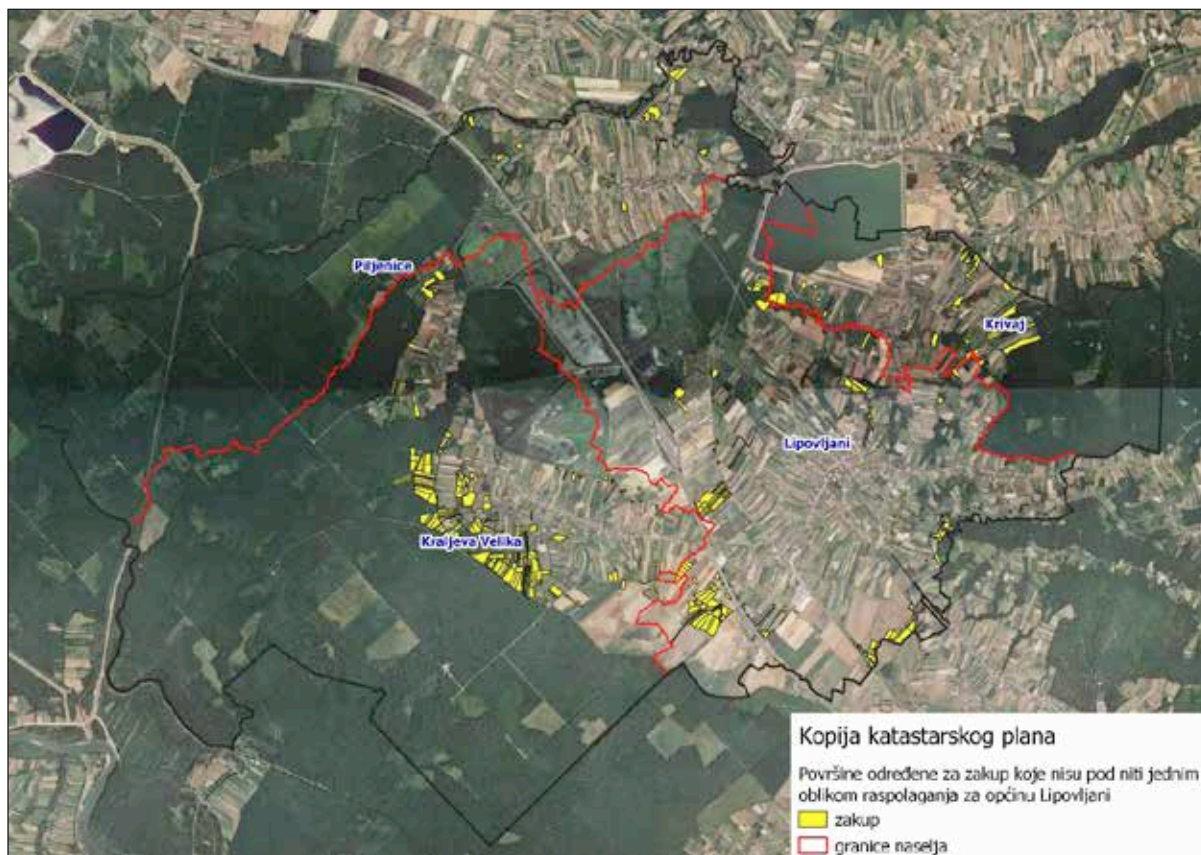 Piljenice
Krivaj
Lipovljani
Kraljeva Velika
Kopija katastarskog plana
Površine određene za zakup koje nisu pod niti jednim
oblikom raspolaganja za općinu Lipovljani
zakup
granice naselja